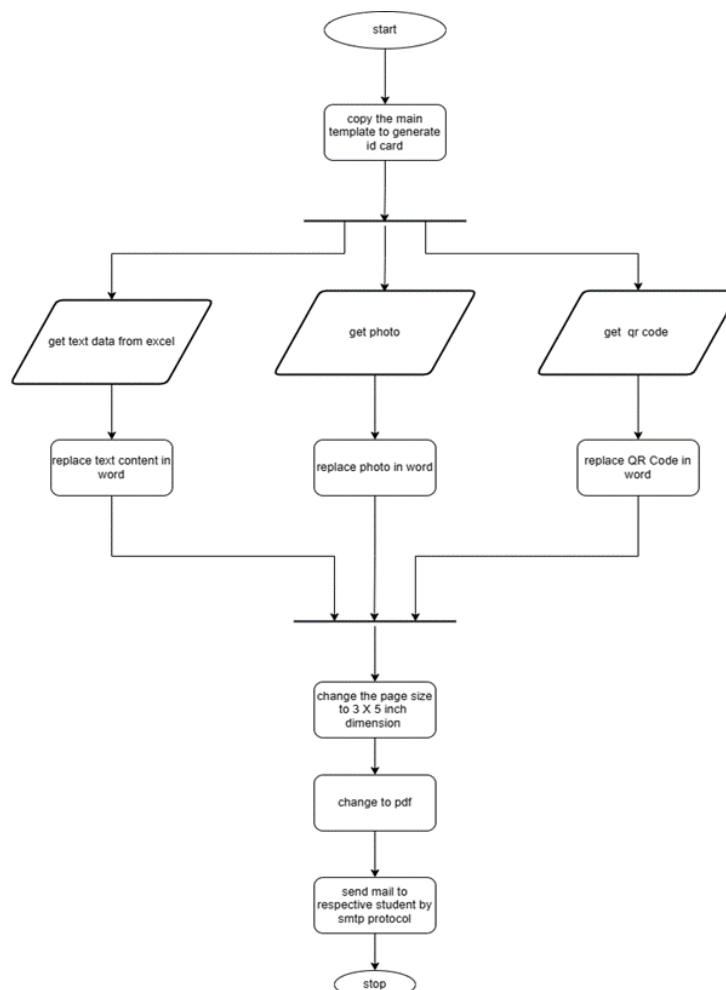 start
copy the main
template to generate
id card
get text data from excel
get photo
get qr code
replace text content in
word
replace photo in word
replace QR Code in
word
change the page size
to 3 X 5 inch
dimension
change to pdf
send mail to
respective student by
smtp protocol
stop